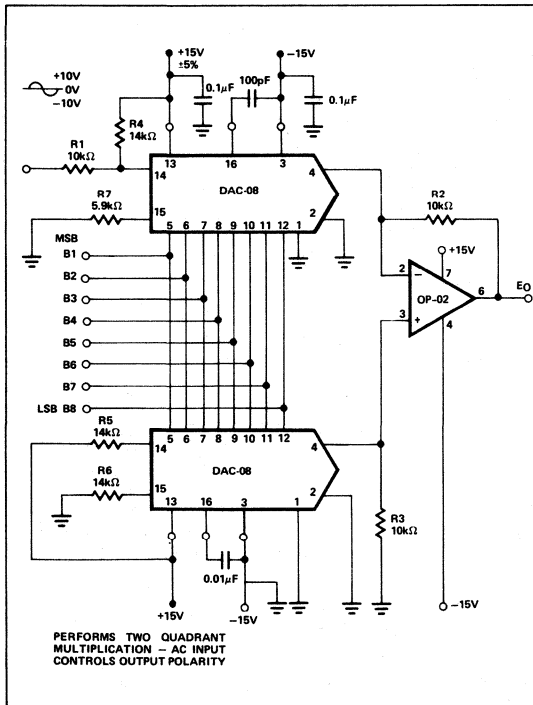 +15V
±5%
-15V
+10V
0V
-10V
0.1µF
100pF
0.1µF
R4
14kΩ
R1
10kΩ
13
16
3
14
DAC-08
4
R7
5.9kΩ
15
2
5 6 7 8 9 10 11 12 1
R2
10kΩ
MSB
B1
B2
B3
B4
B5
B6
B7
LSB B8
+15V
2
−
7
OP-02
6
EO
3
+
4
R5
14kΩ
5 6 7 8 9 10 11 12
14
4
DAC-08
R6
14kΩ
15
13
16
3
1
2
R3
10kΩ
0.01µF
+15V
-15V
-15V
PERFORMS TWO QUADRANT
MULTIPLICATION – AC INPUT
CONTROLS OUTPUT POLARITY